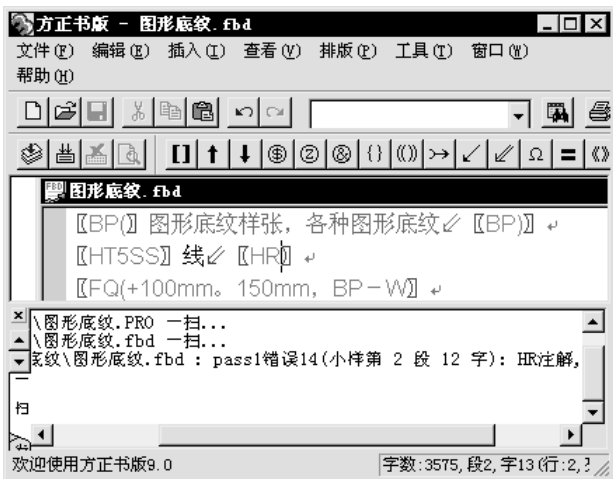 方正书版 - 图形底纹.fbd
文件(F) 编辑(E) 插入(I) 查看(V) 排版(P) 工具(T) 窗口(W)
帮助(H)
图形底纹.fbd
〖BP(〗图形底纹样张，各种图形底纹∥〖BP)〗↵
〖HT5SS〗线∥〖HR〗↵
〖FQ(+100mm。150mm，BP-W〗↵
\图形底纹.PRO 一扫...
\图形底纹.fbd 一扫...
底纹\图形底纹.fbd : pass1错误14(小样第 2 段 12 字): HR注解,
扫
欢迎使用方正书版9.0 字数:3575,段2,字13(行:2,